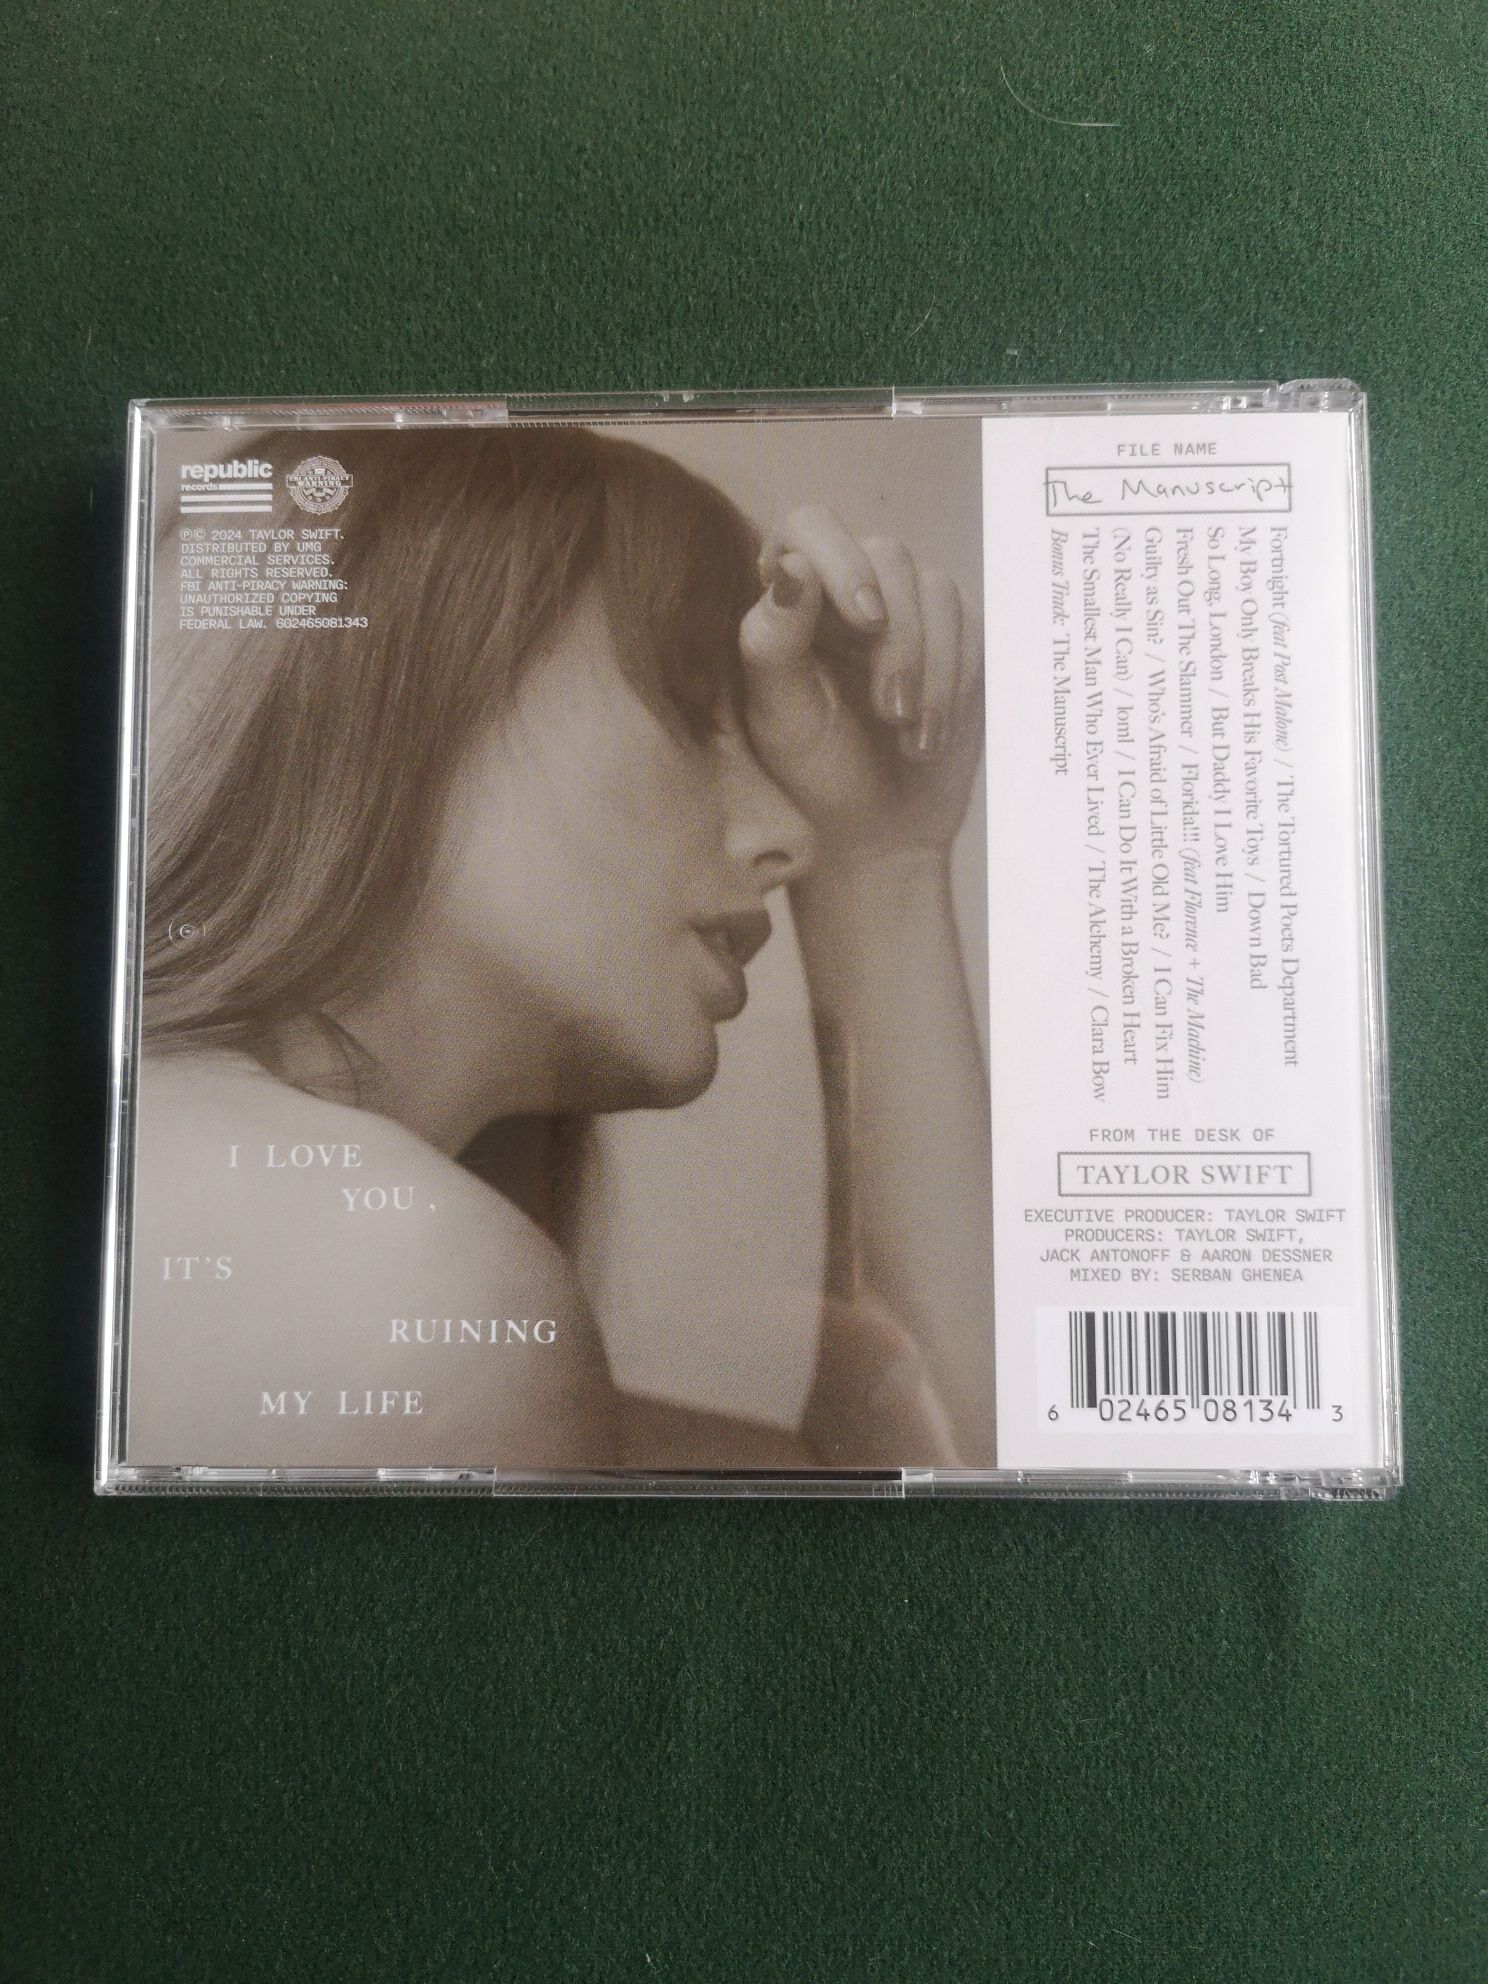 republic
records
FBI ANTI-PIRACY
WARNING
℗© 2024 TAYLOR SWIFT.
DISTRIBUTED BY UMG
COMMERCIAL SERVICES.
ALL RIGHTS RESERVED.
FBI ANTI-PIRACY WARNING:
UNAUTHORIZED COPYING
IS PUNISHABLE UNDER
FEDERAL LAW. 602465081343
I LOVE
YOU,
IT'S
RUINING
MY LIFE
FILE NAME
The Manuscript
Fortnight (feat Post Malone) / The Tortured Poets Department
My Boy Only Breaks His Favorite Toys / Down Bad
So Long, London / But Daddy I Love Him
Fresh Out The Slammer / Florida!!! (feat Florence + The Machine)
Guilty as Sin? / Who's Afraid of Little Old Me? / I Can Fix Him
(No Really I Can) / loml / I Can Do It With a Broken Heart
The Smallest Man Who Ever Lived / The Alchemy / Clara Bow
Bonus Track: The Manuscript
FROM THE DESK OF
TAYLOR SWIFT
EXECUTIVE PRODUCER: TAYLOR SWIFT
PRODUCERS: TAYLOR SWIFT,
JACK ANTONOFF & AARON DESSNER
MIXED BY: SERBAN GHENEA
6 02465 08134 3